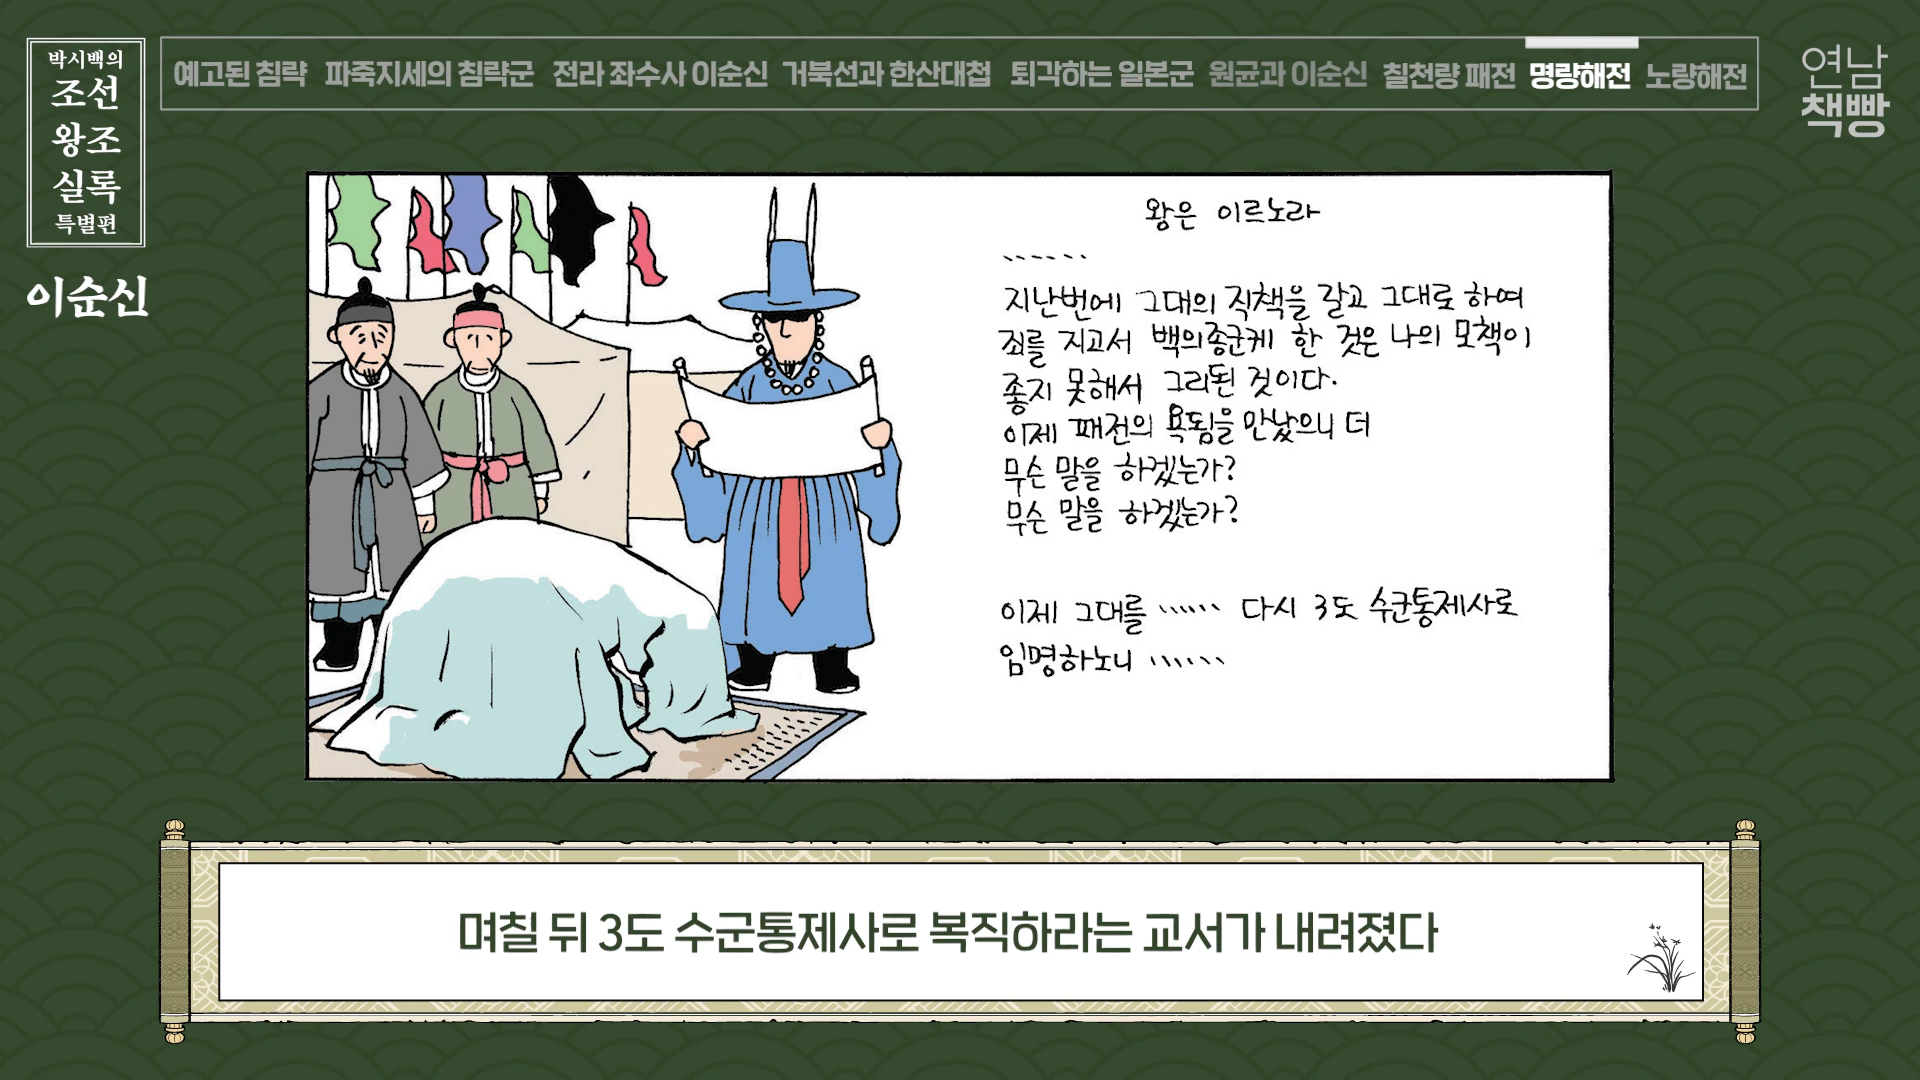 박시백의
조선
왕조
실록
특별편
이순신
예고된 침략 파죽지세의 침략군 전라 좌수사 이순신 거북선과 한산대첩 퇴각하는 일본군 원균과 이순신 칠천량 패전 명량해전 노량해전
연남
책빵
왕은 이르노라
......
지난번에 그대의 직책을 갈고 그대로 하여
죄를 지고서 백의종군케 한 것은 나의 모책이
좋지 못해서 그리된 것이다.
이제 패전의 욕됨을 만났으니 더
무슨 말을 하겠는가?
무슨 말을 하겠는가?
이제 그대를 ...... 다시 3도 수군통제사로
임명하노니 ......
며칠 뒤 3도 수군통제사로 복직하라는 교서가 내려졌다